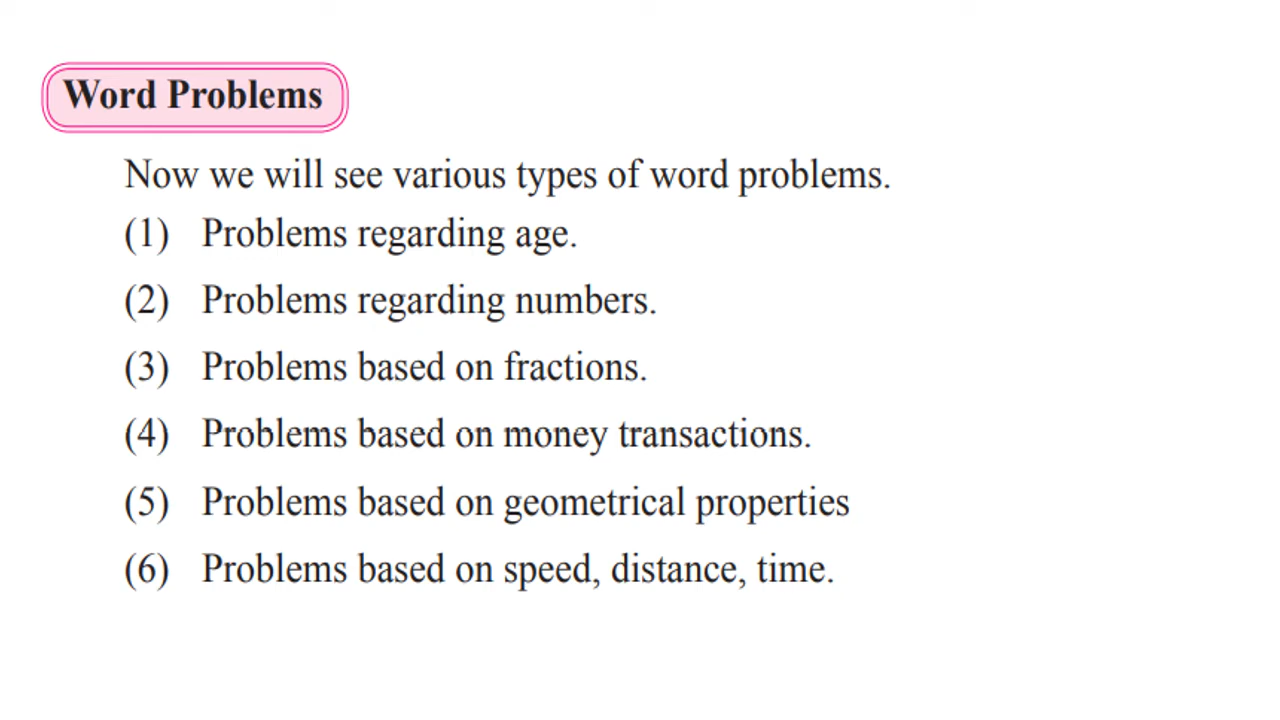 Word Problems
Now we will see various types of word problems.
(1) Problems regarding age.
(2) Problems regarding numbers.
(3) Problems based on fractions.
(4) Problems based on money transactions.
(5) Problems based on geometrical properties
(6) Problems based on speed, distance, time.